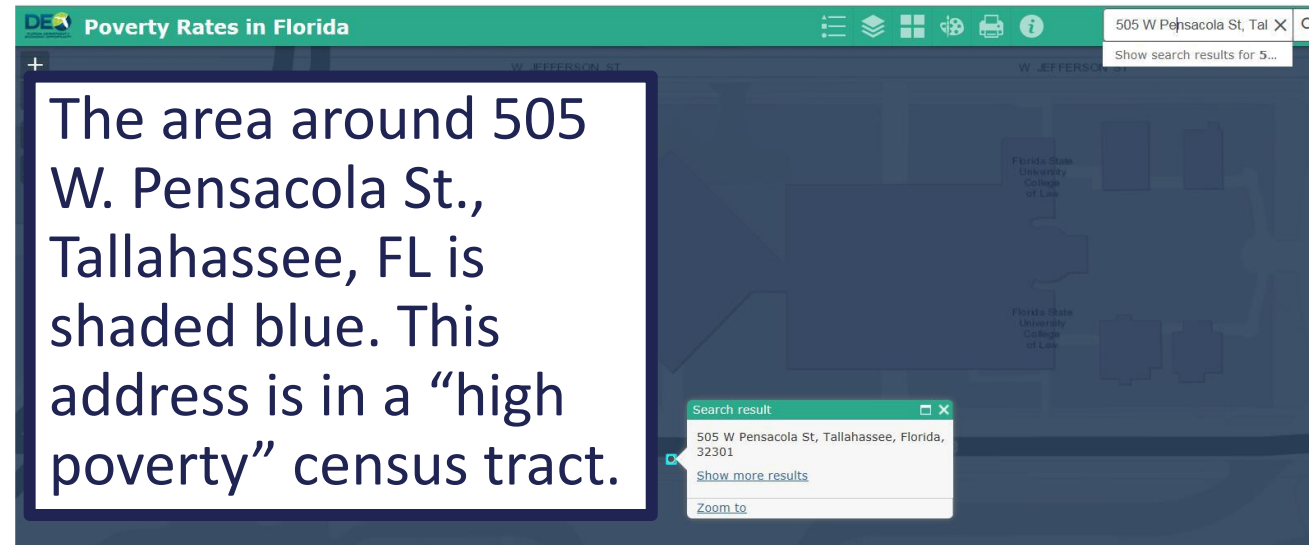 DEO Poverty Rates in Florida
505 W Pensacola St, Tal
Show search results for 5...
W JEFFERSON ST
W JEFFERSON ST
The area around 505
W. Pensacola St.,
Tallahassee, FL is
shaded blue. This
address is in a “high
poverty” census tract.
Florida State
University
College
of Law
Florida State
University
College
of Law
Search result
505 W Pensacola St, Tallahassee, Florida,
32301
Show more results
Zoom to